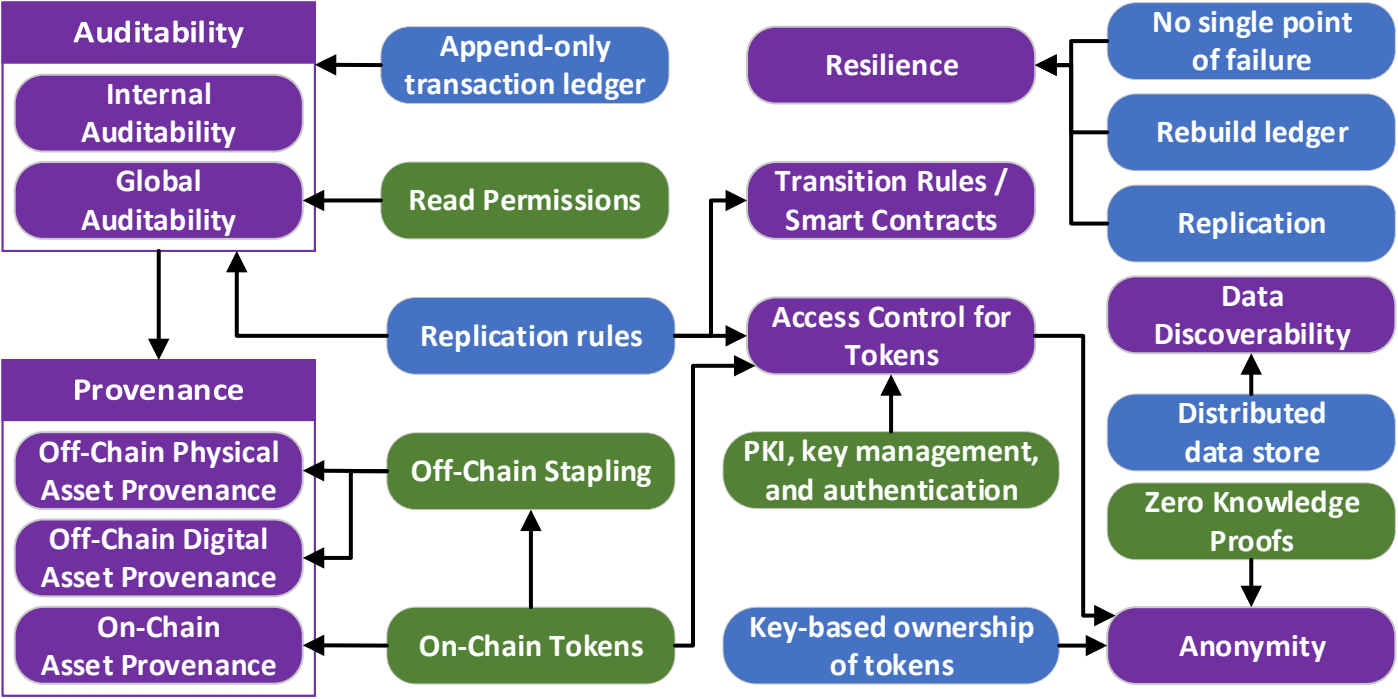 Auditability
Internal
Auditability
Global
Auditability
Append-only
transaction ledger
Read Permissions
Replication rules
Resilience
Transition Rules /
Smart Contracts
Access Control for
Tokens
PKI, key management,
and authentication
No single point
of failure
Rebuild ledger
Replication
Data
Discoverability
Distributed
data store
Zero Knowledge
Proofs
Anonymity
Key-based ownership
of tokens
Provenance
Off-Chain Physical
Asset Provenance
Off-Chain Digital
Asset Provenance
On-Chain
Asset Provenance
Off-Chain Stapling
On-Chain Tokens